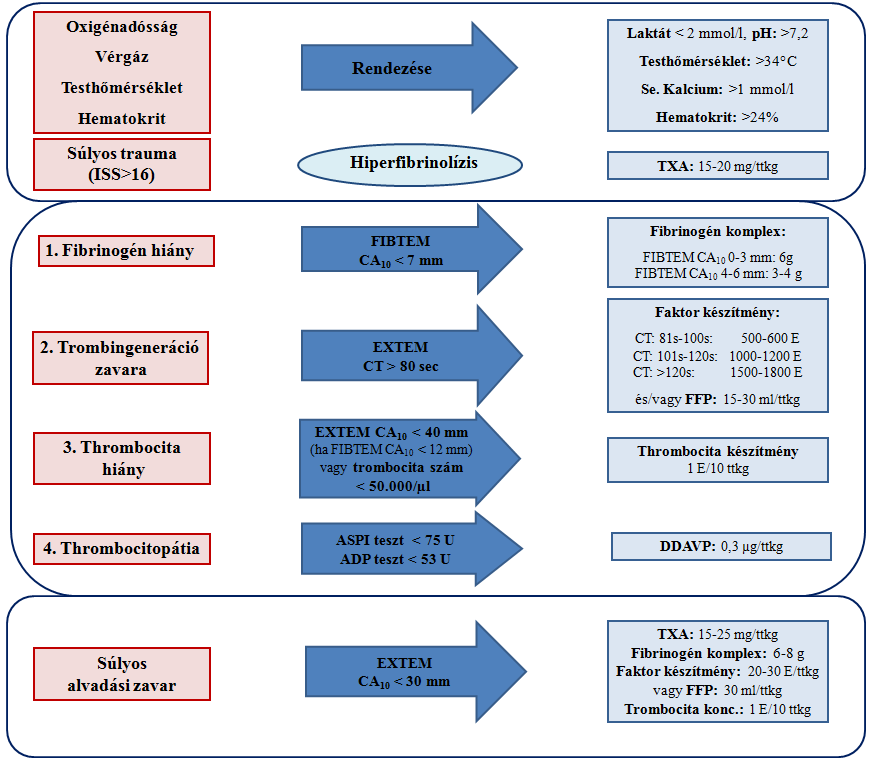 Oxigénadósság
Vérgáz
Testhőmérséklet
Hematokrit
Rendezése
Laktát < 2 mmol/l, pH: >7,2
Testhőmérséklet: >34°C
Se. Kalcium: >1 mmol/l
Hematokrit: >24%
Súlyos trauma
(ISS>16)
Hiperfibrinolízis
TXA: 15-20 mg/ttkg
1. Fibrinogén hiány
FIBTEM
CA10 < 7 mm
Fibrinogén komplex:
FIBTEM CA10 0-3 mm: 6g
FIBTEM CA10 4-6 mm: 3-4 g
2. Trombingeneráció
zavara
EXTEM
CT > 80 sec
Faktor készítmény:
CT: 81s-100s: 500-600 E
CT: 101s-120s: 1000-1200 E
CT: >120s: 1500-1800 E
és/vagy FFP: 15-30 ml/ttkg
3. Thrombocita
hiány
EXTEM CA10 < 40 mm
(ha FIBTEM CA10 < 12 mm)
vagy trombocita szám
< 50.000/µl
Thrombocita készítmény
1 E/10 ttkg
4. Thrombocitopátia
ASPI teszt < 75 U
ADP teszt < 53 U
DDAVP: 0,3 µg/ttkg
Súlyos
alvadási zavar
EXTEM
CA10 < 30 mm
TXA: 15-25 mg/ttkg
Fibrinogén komplex: 6-8 g
Faktor készítmény: 20-30 E/ttkg
vagy FFP: 30 ml/ttkg
Trombocita konc.: 1 E/10 ttkg